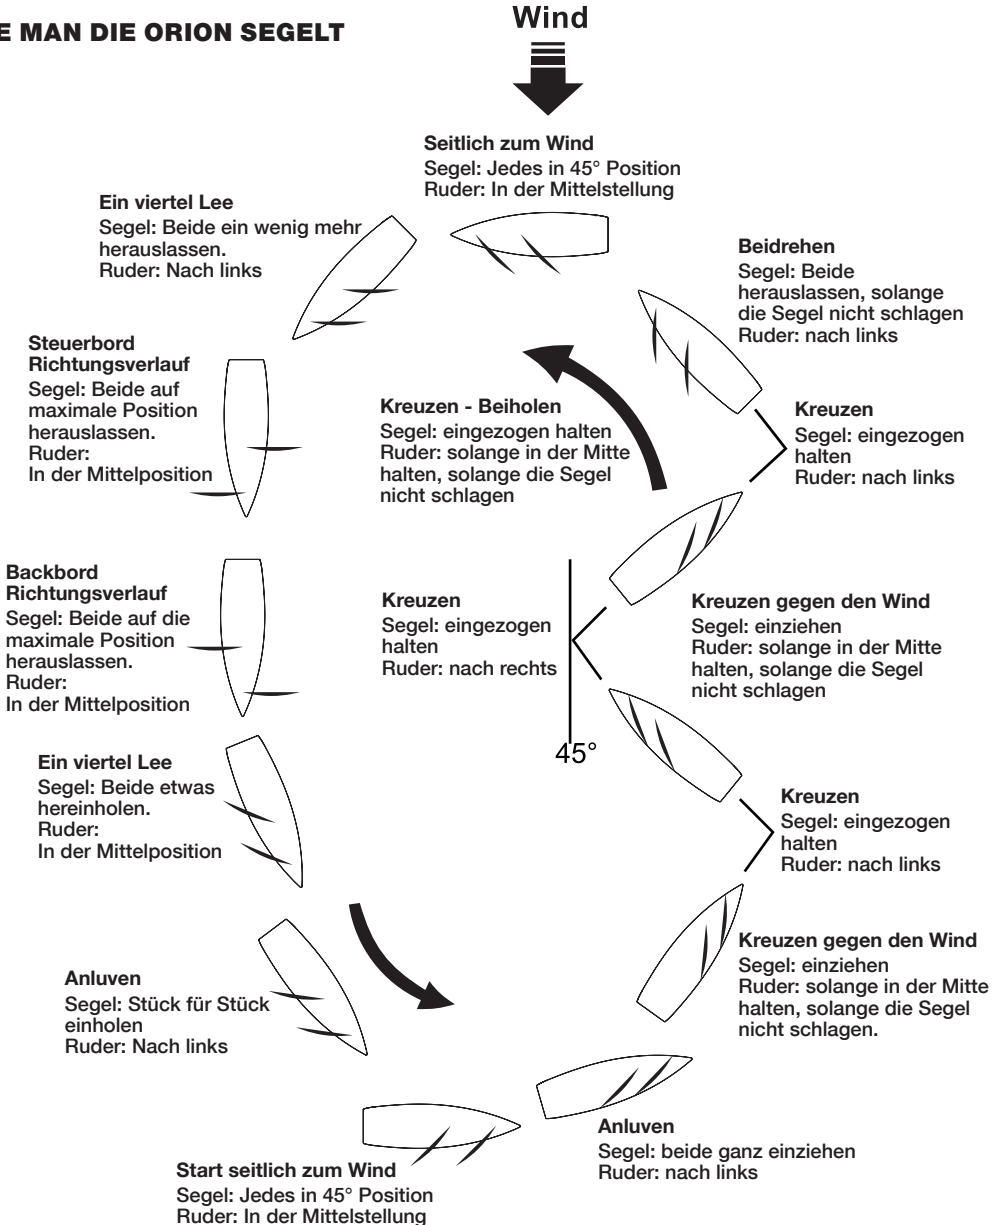 E MAN DIE ORION SEGELT
Wind
Seitlich zum Wind
Segel: Jedes in 45° Position
Ruder: In der Mittelstellung
Ein viertel Lee
Segel: Beide ein wenig mehr
herauslassen.
Ruder: Nach links
Beidrehen
Segel: Beide
herauslassen, solange
die Segel nicht schlagen
Ruder: nach links
Steuerbord
Richtungsverlauf
Segel: Beide auf
maximale Position
herauslassen.
Ruder:
In der Mittelposition
Kreuzen - Beiholen
Segel: eingezogen halten
Ruder: solange in der Mitte
halten, solange die Segel
nicht schlagen
Kreuzen
Segel: eingezogen
halten
Ruder: nach links
Backbord
Richtungsverlauf
Segel: Beide auf die
maximale Position
herauslassen.
Ruder:
In der Mittelposition
Kreuzen
Segel: eingezogen
halten
Ruder: nach rechts
Kreuzen gegen den Wind
Segel: einziehen
Ruder: solange in der Mitte
halten, solange die Segel
nicht schlagen
45°
Ein viertel Lee
Segel: Beide etwas
hereinholen.
Ruder:
In der Mittelposition
Kreuzen
Segel: eingezogen
halten
Ruder: nach links
Anluven
Segel: Stück für Stück
einholen
Ruder: Nach links
Kreuzen gegen den Wind
Segel: einziehen
Ruder: solange in der Mitte
halten, solange die Segel
nicht schlagen.
Anluven
Segel: beide ganz einziehen
Ruder: nach links
Start seitlich zum Wind
Segel: Jedes in 45° Position
Ruder: In der Mittelstellung